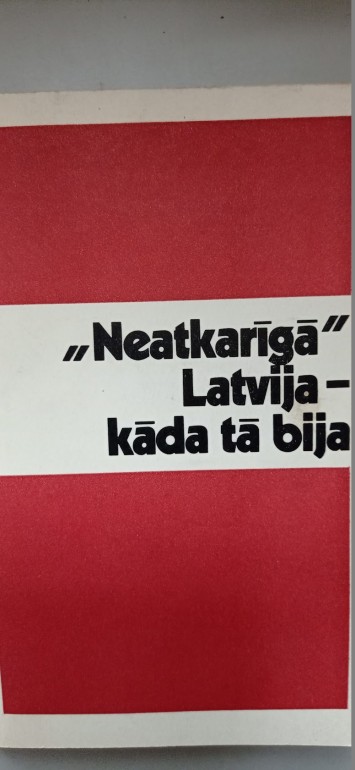 „Neatkarīgā”
Latvija –
kāda tā bija